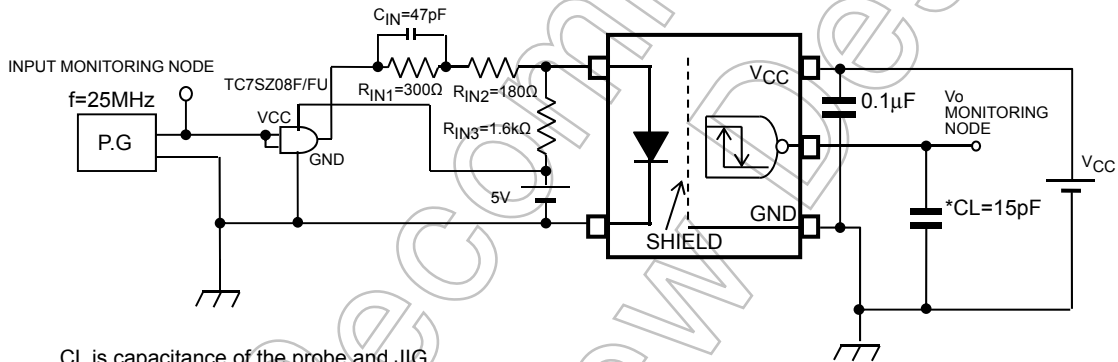 C_IN=47pF
INPUT MONITORING NODE
TC7SZ08F/FU
R_IN1=300Ω
R_IN2=180Ω
f=25MHz
P.G
VCC
GND
R_IN3=1.6kΩ
5V
SHIELD
V_CC
GND
0.1μF
Vo
MONITORING
NODE
V_CC
*CL=15pF
CL is capacitance of the probe and JIG